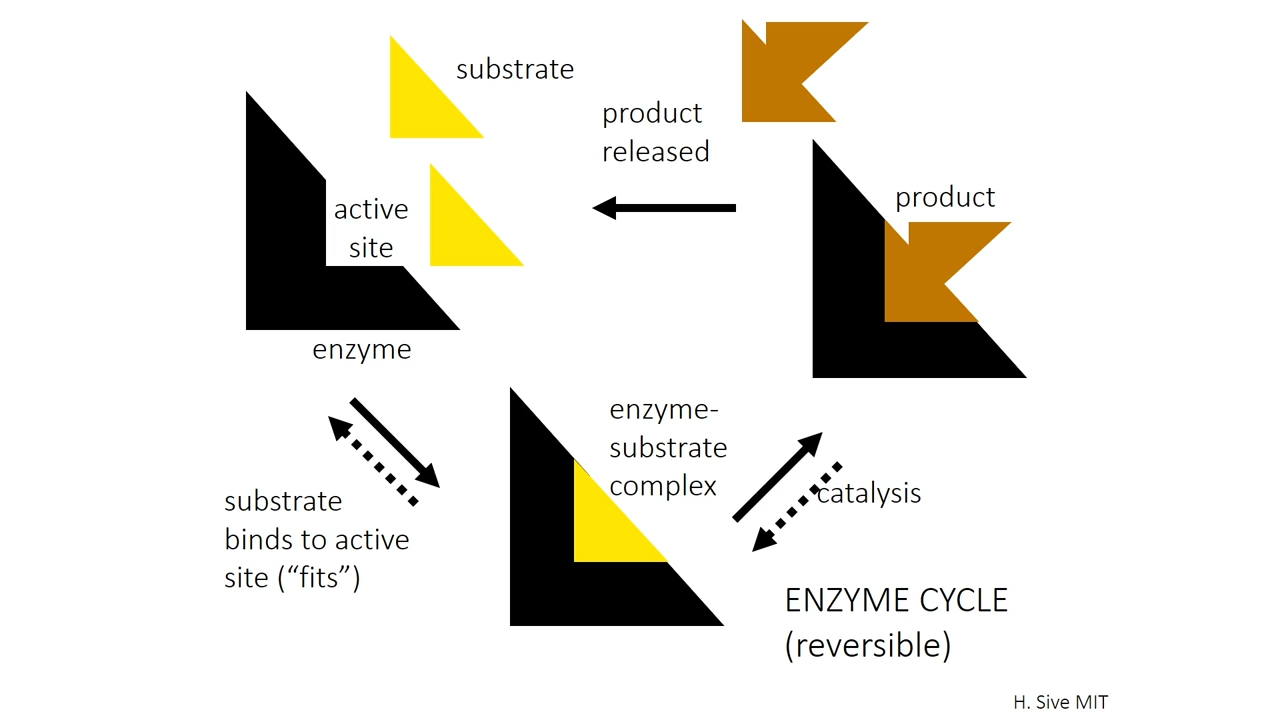 substrate
product
released
active
site
product
enzyme
enzyme-
substrate
complex
substrate
binds to active
site (“fits”)
catalysis
ENZYME CYCLE
(reversible)
H. Sive MIT